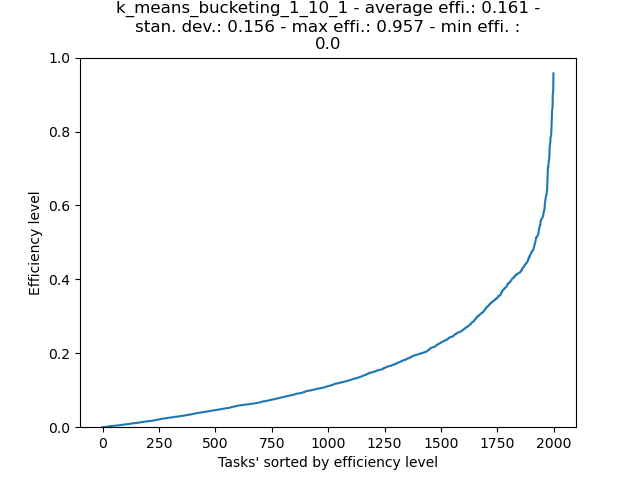 k_means_bucketing_1_10_1 - average effi.: 0.161 -
stan. dev.: 0.156 - max effi.: 0.957 - min effi. :
0.0
1.0
0.8
0.6
0.4
0.2
0.0
Efficiency level
0 250 500 750 1000 1250 1500 1750 2000
Tasks' sorted by efficiency level